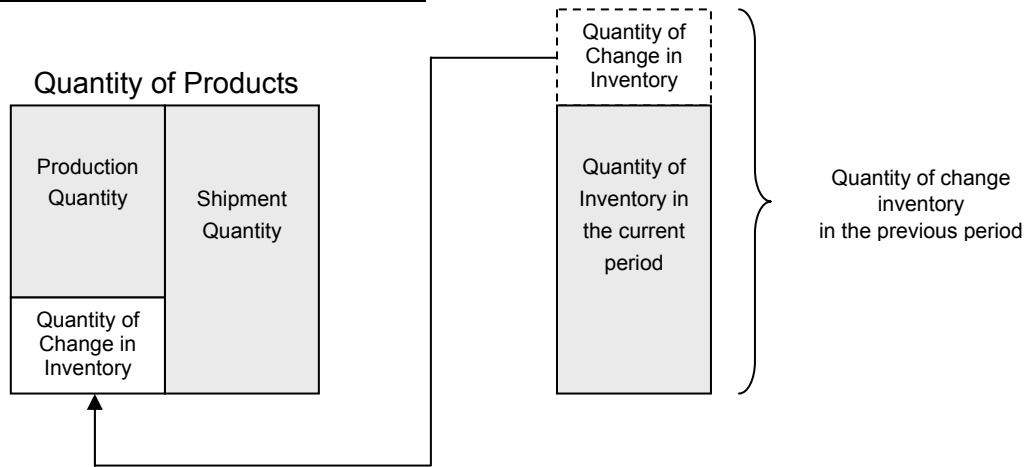 Quantity of Products
Production
Quantity
Shipment
Quantity
Quantity of
Change in
Inventory
Quantity of
Change in
Inventory
Quantity of
Inventory in
the current
period
Quantity of change
inventory
in the previous period